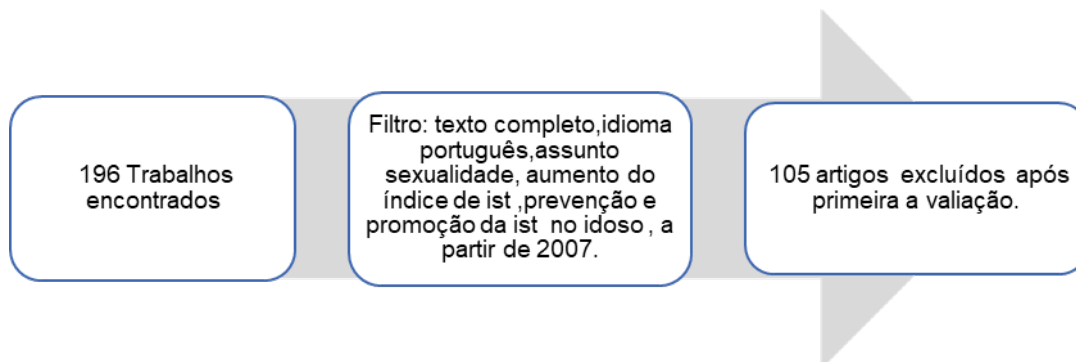 196 Trabalhos
encontrados
Filtro: texto completo,idioma
português,assunto
sexualidade, aumento do
índice de ist ,prevenção e
promoção da ist no idoso , a
partir de 2007.
105 artigos excluídos após
primeira a valiação.